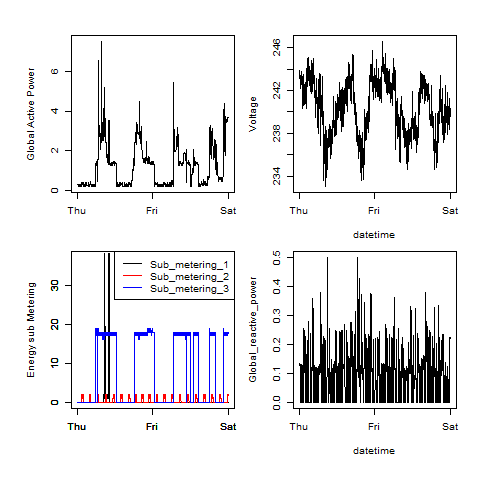 Global Active Power
0 2 4 6
Thu Fri Sat
Voltage
234 238 242 246
Thu Fri Sat
datetime
Energy sub Metering
0 10 20 30
Sub_metering_1
Sub_metering_2
Sub_metering_3
Thu Fri Sat
Global_reactive_power
0.0 0.1 0.2 0.3 0.4 0.5
Thu Fri Sat
datetime